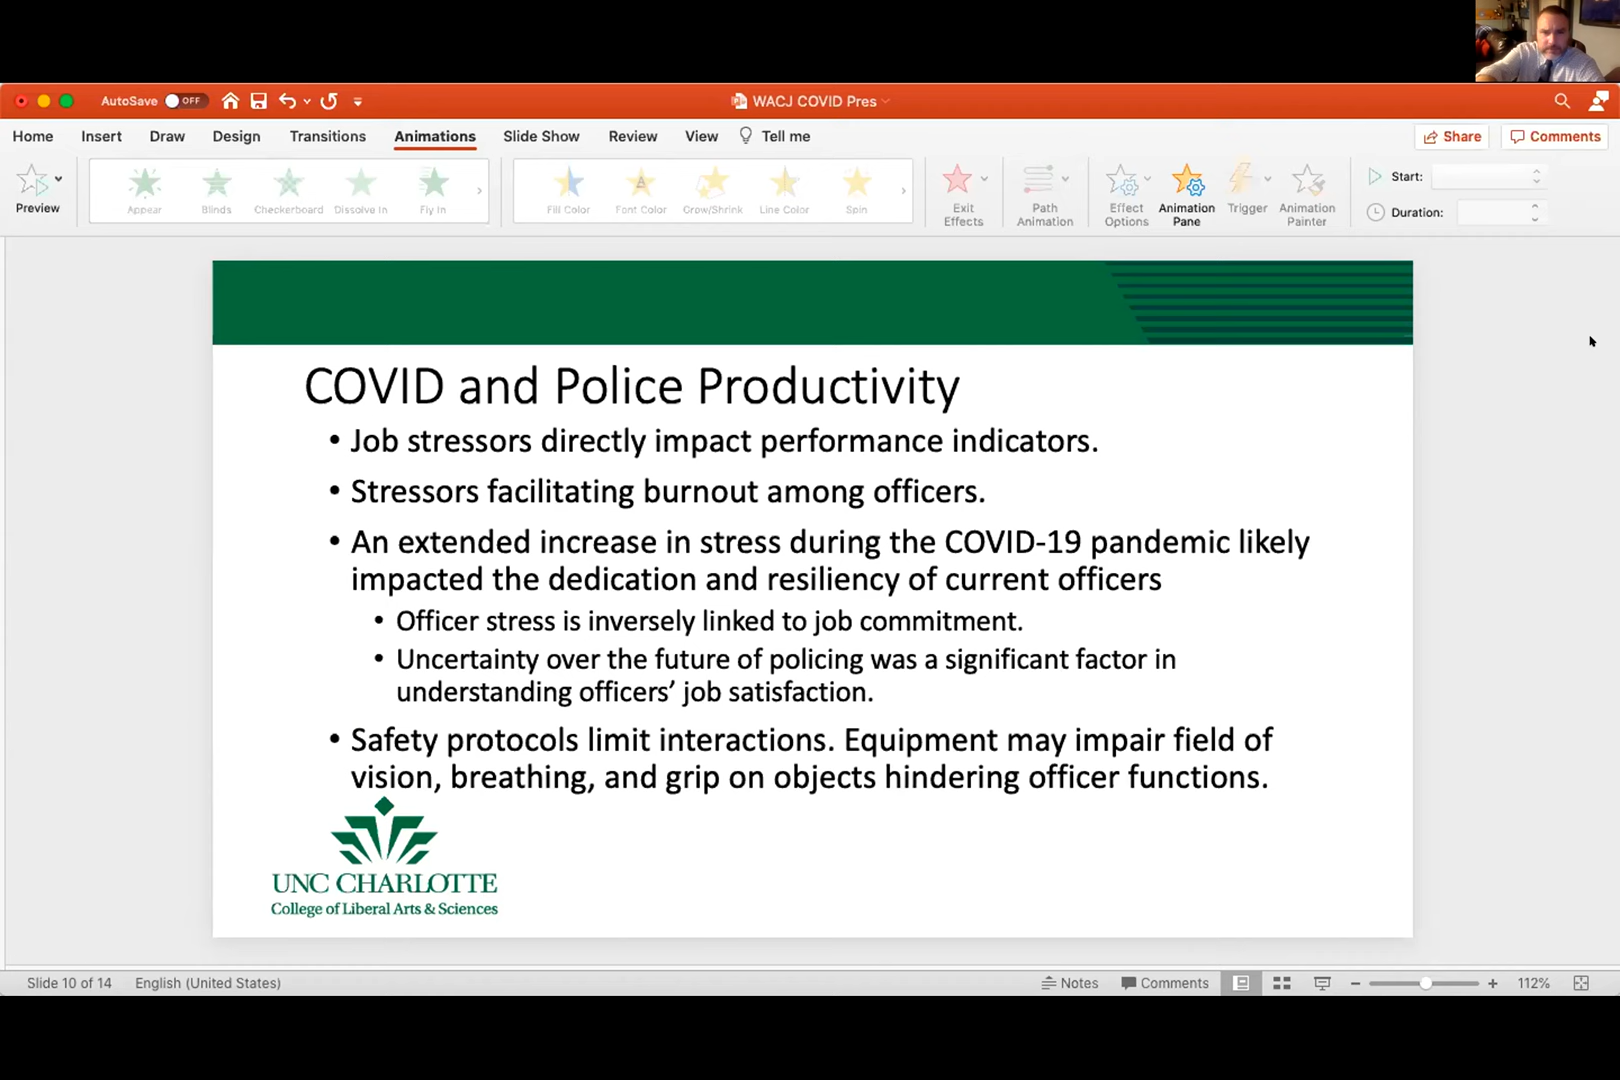 AutoSave OFF
WACJ COVID Pres
Home Insert Draw Design Transitions Animations Slide Show Review View Tell me
Share Comments
Preview
Appear Blinds Checkerboard Dissolve In Fly In
Fill Color Font Color Grow/Shrink Line Color Spin
Exit Effects
Path Animation
Effect Options
Animation Pane
Trigger
Animation Painter
Start:
Duration:
COVID and Police Productivity
• Job stressors directly impact performance indicators.
• Stressors facilitating burnout among officers.
• An extended increase in stress during the COVID-19 pandemic likely
impacted the dedication and resiliency of current officers
• Officer stress is inversely linked to job commitment.
• Uncertainty over the future of policing was a significant factor in
understanding officers’ job satisfaction.
• Safety protocols limit interactions. Equipment may impair field of
vision, breathing, and grip on objects hindering officer functions.
UNC CHARLOTTE
College of Liberal Arts & Sciences
Slide 10 of 14 English (United States) Notes Comments 112%